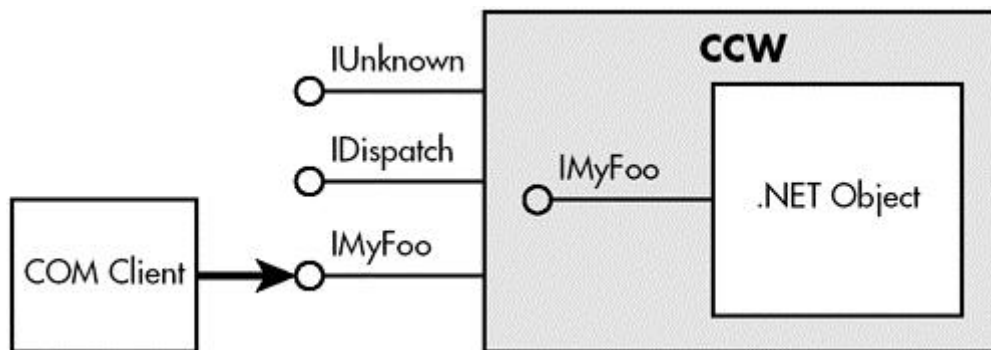 CCW
IUnknown
IDispatch
IMyFoo
.NET Object
IMyFoo
COM Client